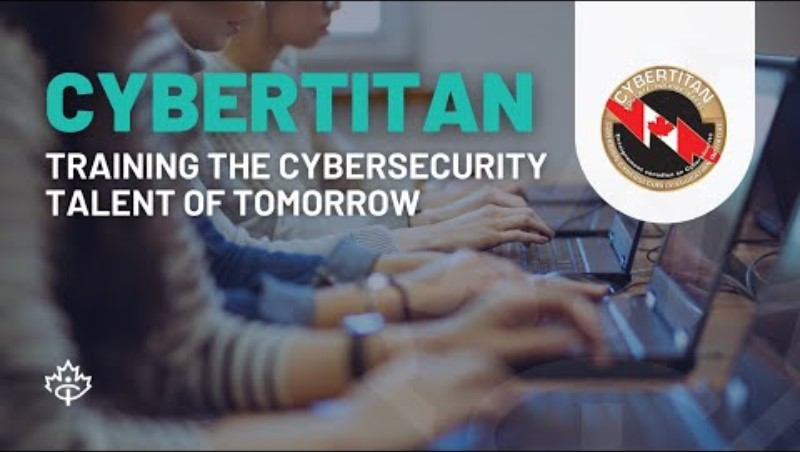 CYBERTITAN
TRAINING THE CYBERSECURITY
TALENT OF TOMORROW
CYBERTITAN